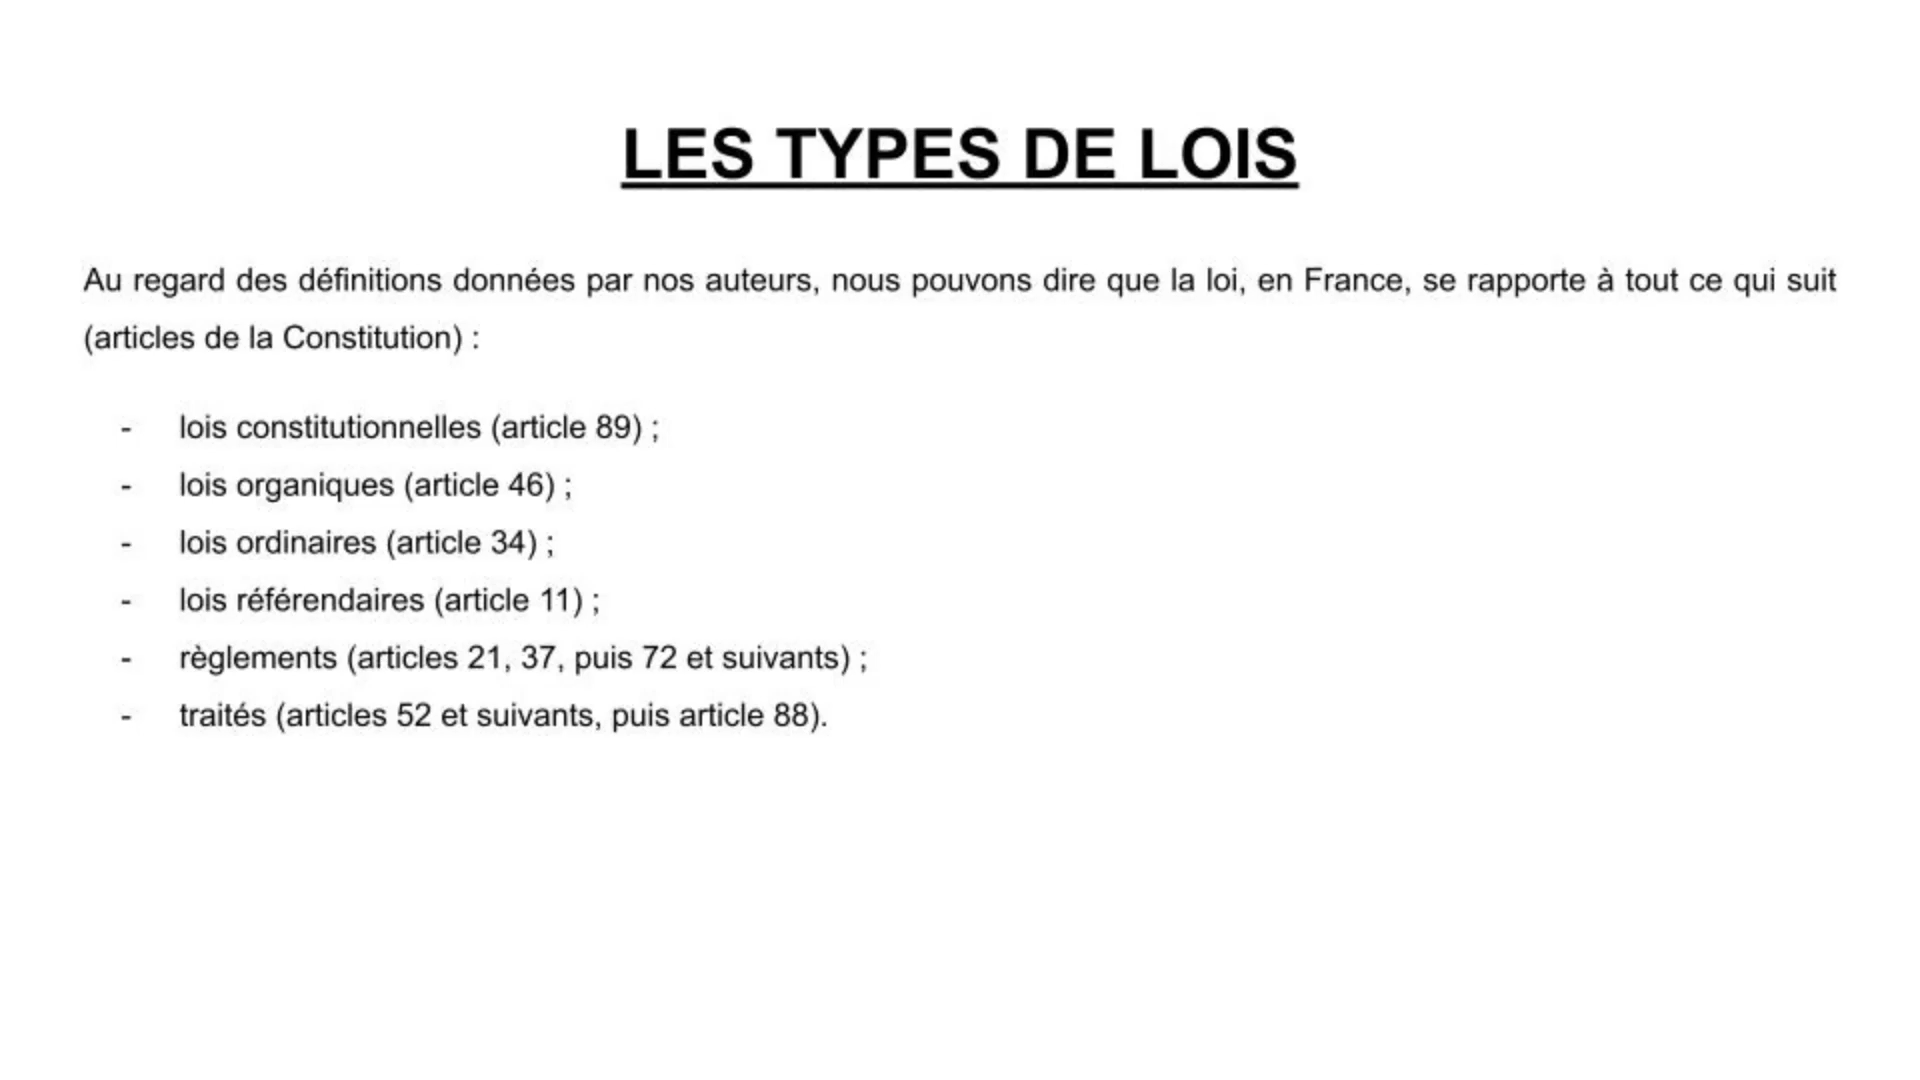 LES TYPES DE LOIS
Au regard des définitions données par nos auteurs, nous pouvons dire que la loi, en France, se rapporte à tout ce qui suit
(articles de la Constitution) :
- lois constitutionnelles (article 89) ;
- lois organiques (article 46) ;
- lois ordinaires (article 34) ;
- lois référendaires (article 11) ;
- règlements (articles 21, 37, puis 72 et suivants) ;
- traités (articles 52 et suivants, puis article 88).